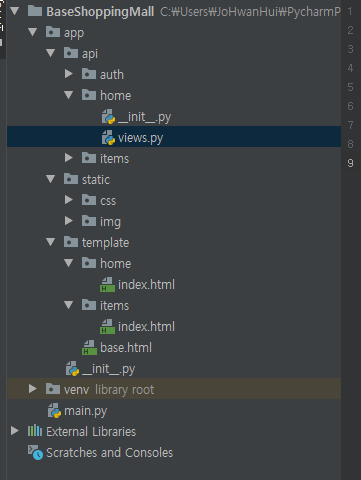 BaseShoppingMall C:₩Users₩JoHwanHui₩PycharmP
app
api
auth
home
__init__.py
views.py
items
static
css
img
template
home
index.html
items
index.html
base.html
__init__.py
venv library root
main.py
External Libraries
Scratches and Consoles
1
2
3
4
5
6
7
8
9